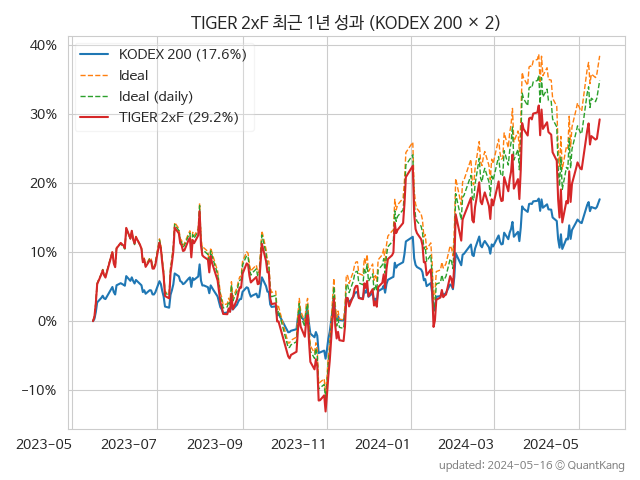 TIGER 2xF 최근 1년 성과 (KODEX 200 × 2)
KODEX 200 (17.6%)
Ideal
Ideal (daily)
TIGER 2xF (29.2%)
40%
30%
20%
10%
0%
−10%
2023-05 2023-07 2023-09 2023-11 2024-01 2024-03 2024-05
updated: 2024-05-16 ⓒ QuantKang